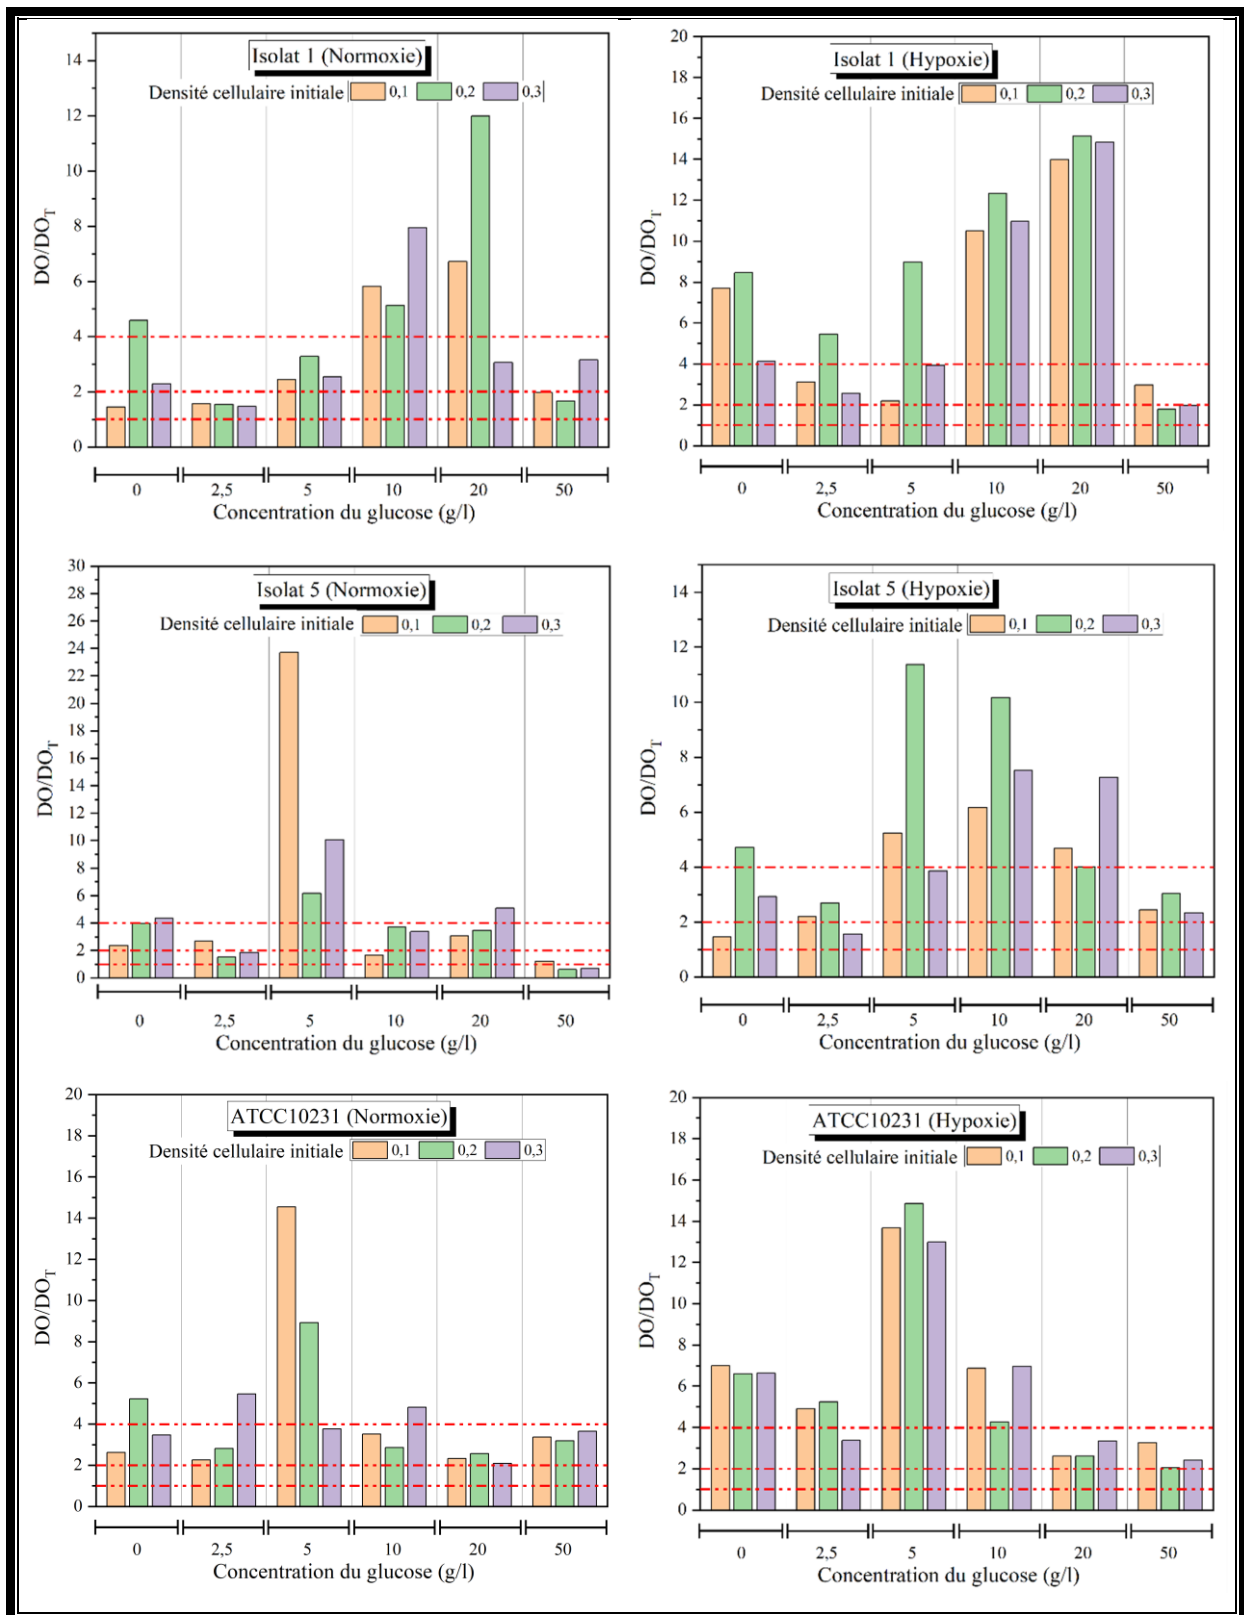 Isolat 1 (Normoxie)
Densité cellulaire initiale 0,1 0,2 0,3
DO/DOT
14
12
10
8
6
4
2
0
0 2,5 5 10 20 50
Concentration du glucose (g/l)
Isolat 1 (Hypoxie)
Densité cellulaire initiale 0,1 0,2 0,3
DO/DOT
20
18
16
14
12
10
8
6
4
2
0
0 2,5 5 10 20 50
Concentration du glucose (g/l)
Isolat 5 (Normoxie)
Densité cellulaire initiale 0,1 0,2 0,3
DO/DOT
30
28
26
24
22
20
18
16
14
12
10
8
6
4
2
0
0 2,5 5 10 20 50
Concentration du glucose (g/l)
Isolat 5 (Hypoxie)
Densité cellulaire initiale 0,1 0,2 0,3
DO/DOT
14
12
10
8
6
4
2
0
0 2,5 5 10 20 50
Concentration du glucose (g/l)
ATCC10231 (Normoxie)
Densité cellulaire initiale 0,1 0,2 0,3
DO/DOT
20
18
16
14
12
10
8
6
4
2
0
0 2,5 5 10 20 50
Concentration du glucose (g/l)
ATCC10231 (Hypoxie)
Densité cellulaire initiale 0,1 0,2 0,3
DO/DOT
20
18
16
14
12
10
8
6
4
2
0
0 2,5 5 10 20 50
Concentration du glucose (g/l)